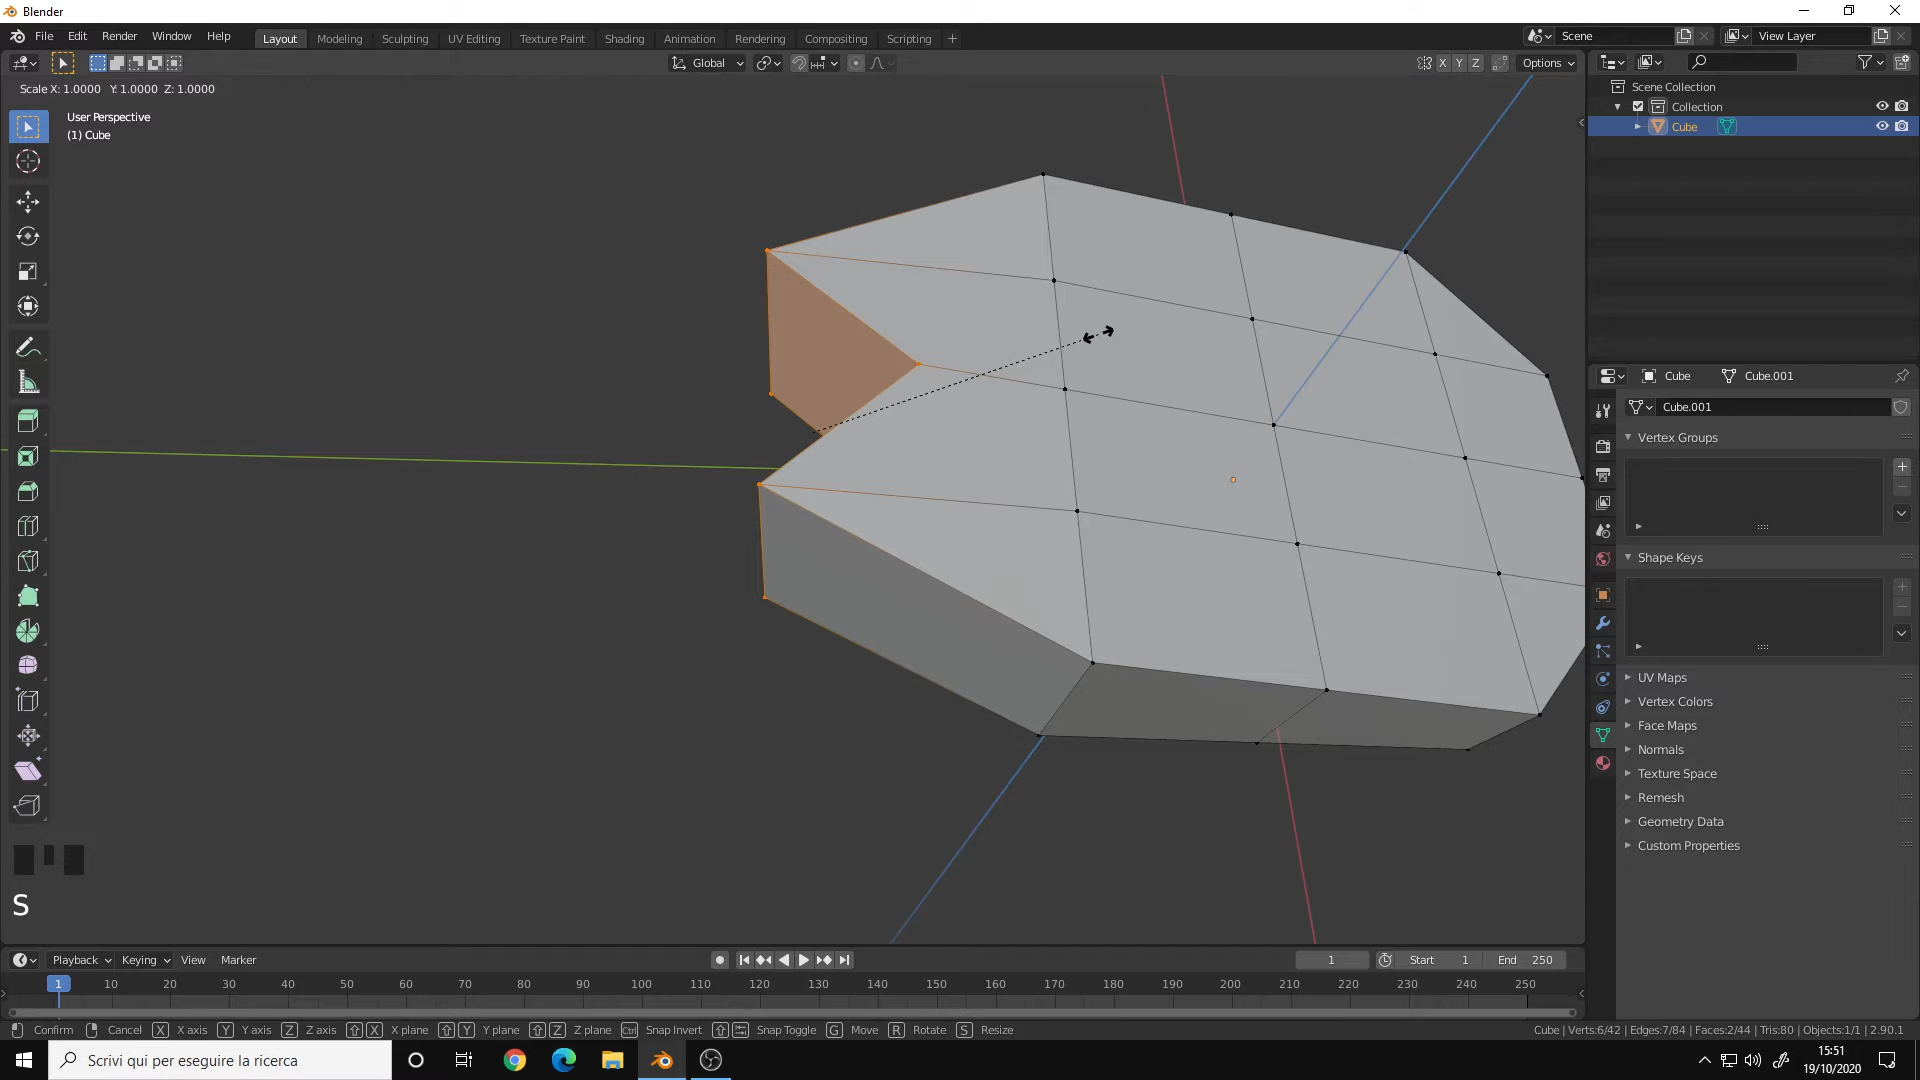 Blender
File Edit Render Window Help Layout Modeling Sculpting UV Editing Texture Paint Shading Animation Rendering Compositing Scripting Scene View Layer
Global X Y Z Options
Scale X: 1.0000 Y: 1.0000 Z: 1.0000
User Perspective
(1) Cube
S
Scene Collection
Collection
Cube
Cube Cube.001
Cube.001
Vertex Groups
Shape Keys
UV Maps
Vertex Colors
Face Maps
Normals
Texture Space
Remesh
Geometry Data
Custom Properties
Playback Keying View Marker 1 Start 1 End 250
1 10 20 30 40 50 60 70 80 90 100 110 120 130 140 150 160 170 180 190 200 210 220 230 240 250
Confirm Cancel X X axis Y Y axis Z Z axis X X plane Y Y plane Z Z plane Ctrl Snap Invert Snap Toggle G Move R Rotate S Resize Cube | Verts:6/42 | Edges:7/84 | Faces:2/44 | Tris:80 | Objects:1/1 | 2.90.1
Scrivi qui per eseguire la ricerca
15:51
19/10/2020